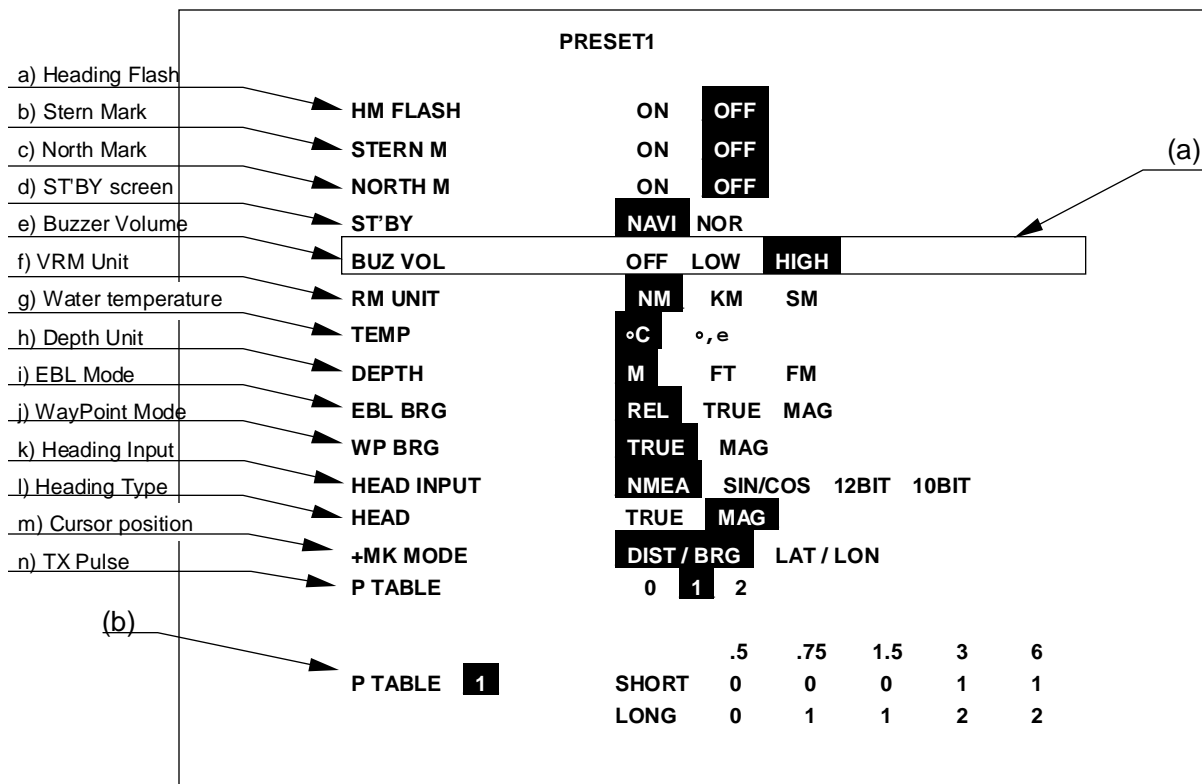 PRESET1
a) Heading Flash
HM FLASH ON OFF
b) Stern Mark
STERN M ON OFF
c) North Mark
(a)
NORTH M ON OFF
d) ST'BY screen
ST'BY NAVI NOR
e) Buzzer Volume
BUZ VOL OFF LOW HIGH
f) VRM Unit
RM UNIT NM KM SM
g) Water temperature
TEMP °C °,e
h) Depth Unit
DEPTH M FT FM
i) EBL Mode
EBL BRG REL TRUE MAG
j) WayPoint Mode
WP BRG TRUE MAG
k) Heading Input
HEAD INPUT NMEA SIN/COS 12BIT 10BIT
l) Heading Type
HEAD TRUE MAG
m) Cursor position
+MK MODE DIST / BRG LAT / LON
n) TX Pulse
P TABLE 0 1 2
(b)
.5 .75 1.5 3 6
P TABLE 1 SHORT 0 0 0 1 1
LONG 0 1 1 2 2